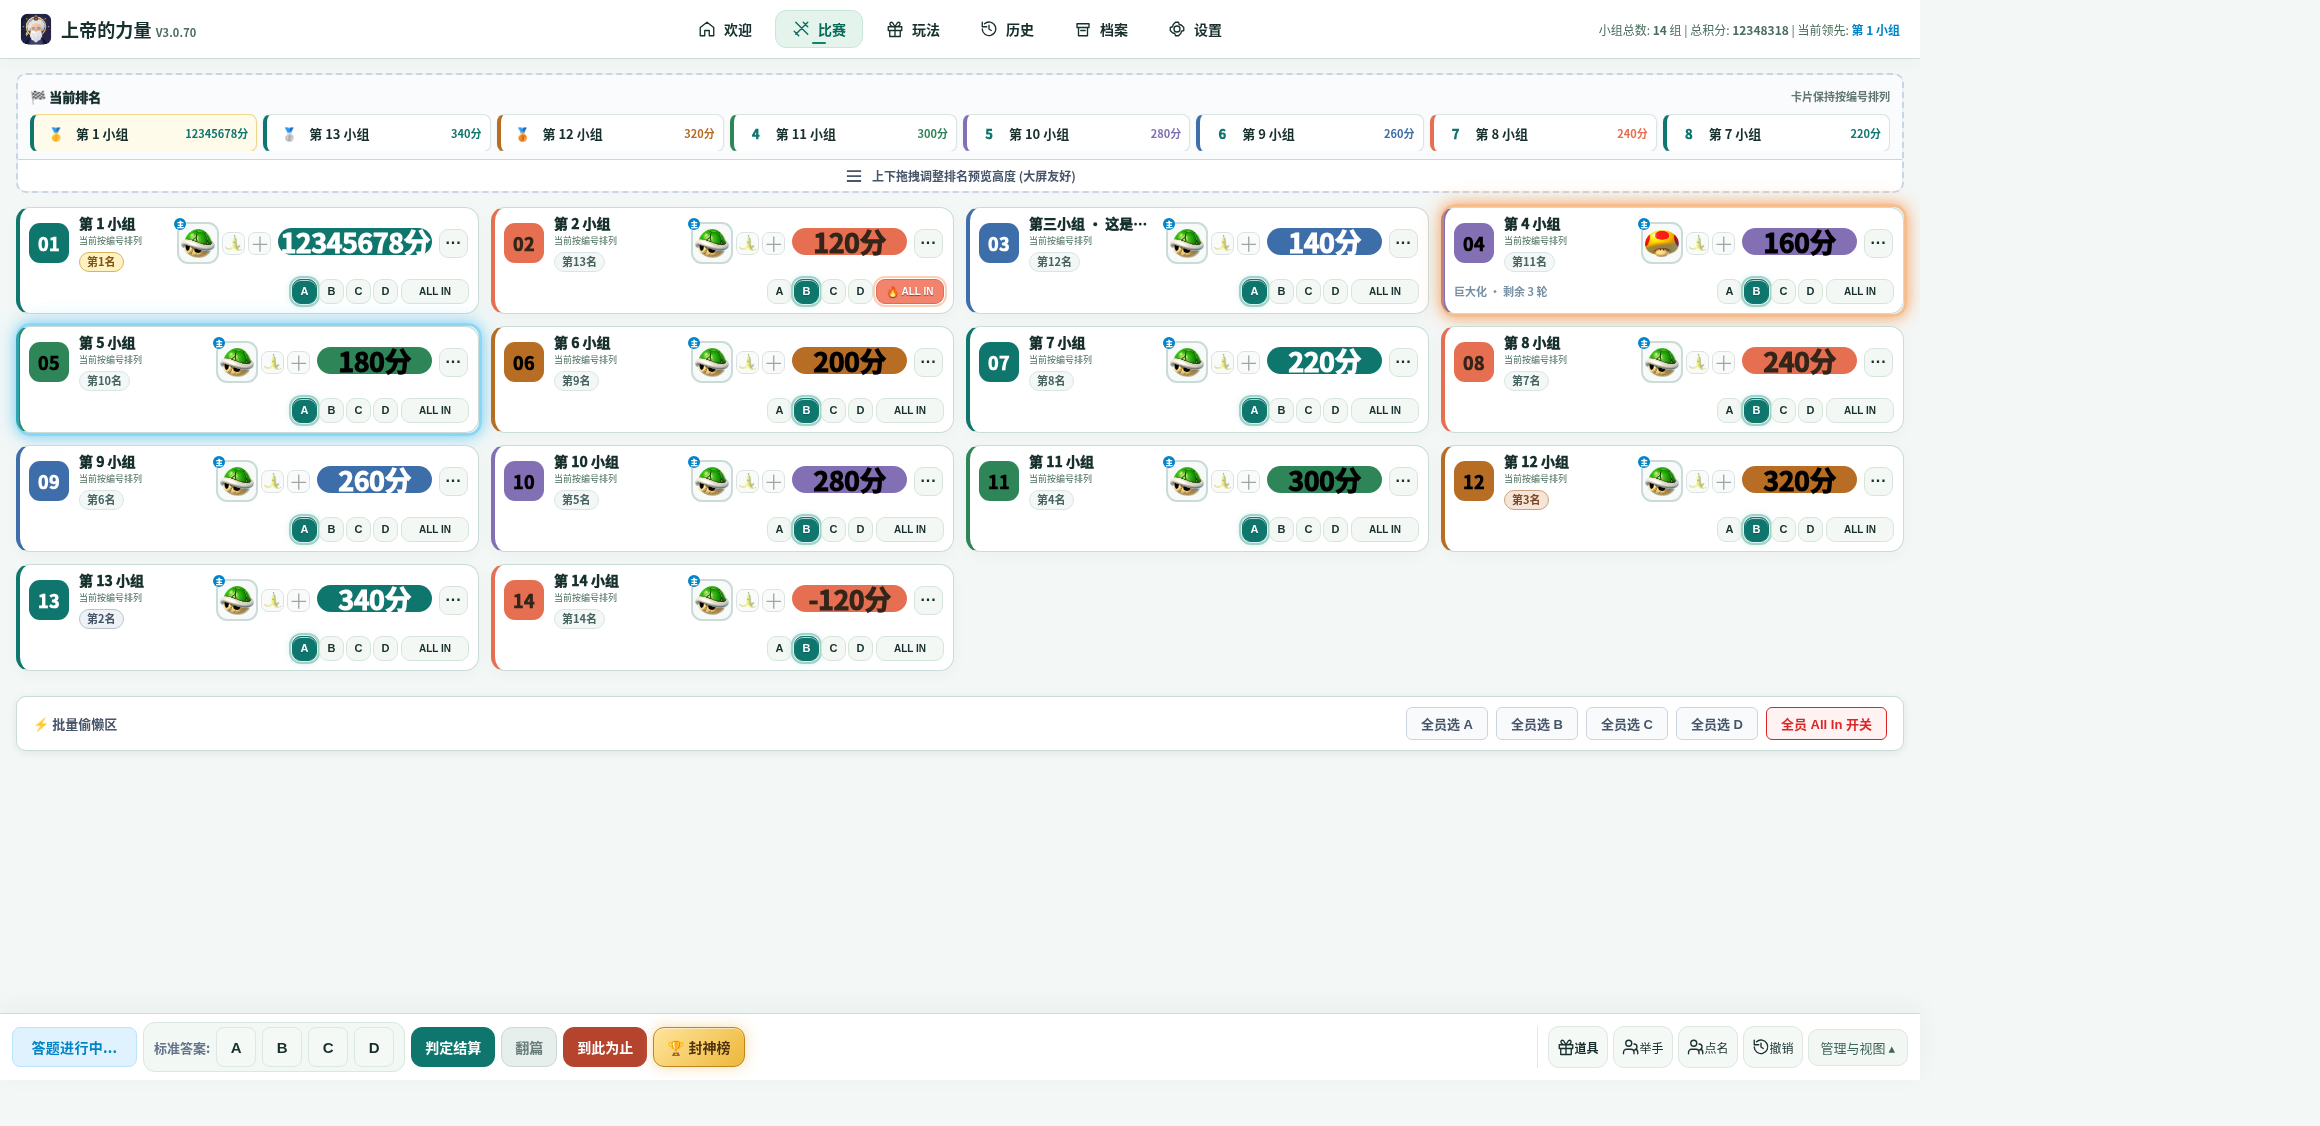 上帝的力量 V3.0.70
欢迎
比赛
玩法
历史
档案
设置
小组总数: 14 组 | 总积分: 12348318 | 当前领先: 第 1 小组
🏁 当前排名
卡片保持按编号排列
🥇 第 1 小组 12345678分
🥈 第 13 小组 340分
🥉 第 12 小组 320分
4 第 11 小组 300分
5 第 10 小组 280分
6 第 9 小组 260分
7 第 8 小组 240分
8 第 7 小组 220分
上下拖拽调整排名预览高度 (大屏友好)
01
第 1 小组
当前按编号排列
第1名
主
12345678分
···
A B C D ALL IN
02
第 2 小组
当前按编号排列
第13名
主
120分
···
A B C D 🔥 ALL IN
03
第三小组 · 这是…
当前按编号排列
第12名
主
140分
···
A B C D ALL IN
04
第 4 小组
当前按编号排列
第11名
主
160分
···
巨大化 · 剩余 3 轮
A B C D ALL IN
05
第 5 小组
当前按编号排列
第10名
主
180分
···
A B C D ALL IN
06
第 6 小组
当前按编号排列
第9名
主
200分
···
A B C D ALL IN
07
第 7 小组
当前按编号排列
第8名
主
220分
···
A B C D ALL IN
08
第 8 小组
当前按编号排列
第7名
主
240分
···
A B C D ALL IN
09
第 9 小组
当前按编号排列
第6名
主
260分
···
A B C D ALL IN
10
第 10 小组
当前按编号排列
第5名
主
280分
···
A B C D ALL IN
11
第 11 小组
当前按编号排列
第4名
主
300分
···
A B C D ALL IN
12
第 12 小组
当前按编号排列
第3名
主
320分
···
A B C D ALL IN
13
第 13 小组
当前按编号排列
第2名
主
340分
···
A B C D ALL IN
14
第 14 小组
当前按编号排列
第14名
主
-120分
···
A B C D ALL IN
⚡ 批量偷懒区
全员选 A
全员选 B
全员选 C
全员选 D
全员 All In 开关
答题进行中...
标准答案: A B C D
判定结算
翻篇
到此为止
🏆 封神榜
道具
举手
点名
撤销
管理与视图 ▴